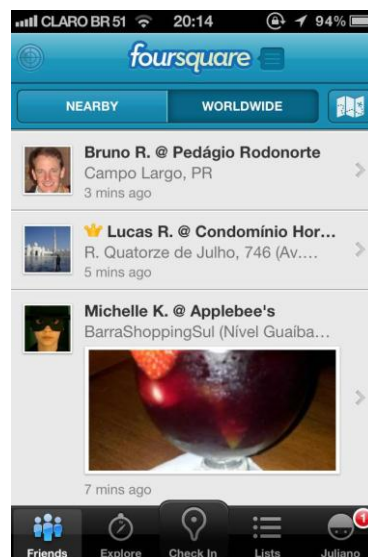 CLARO BR 51 20:14 94%
foursquare
NEARBY WORLDWIDE
Bruno R. @ Pedágio Rodonorte
Campo Largo, PR
3 mins ago
Lucas R. @ Condomínio Hor...
R. Quatorze de Julho, 746 (Av....
5 mins ago
Michelle K. @ Applebee's
BarraShoppingSul (Nível Guaíba...
7 mins ago
1
Friends Explore Check In Lists Juliano